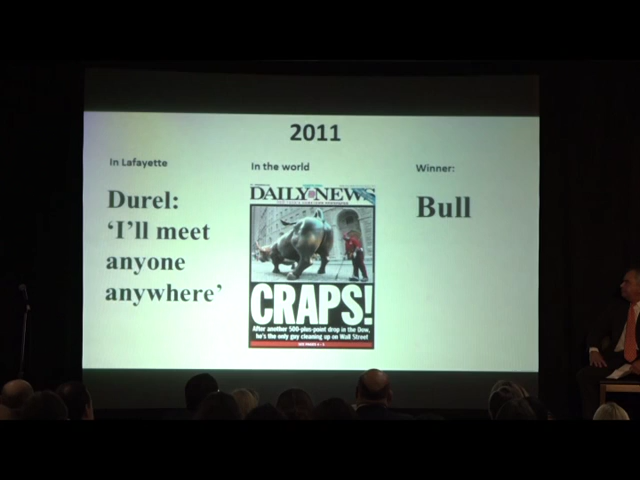 2011
In Lafayette
Durel:
‘I’ll meet
anyone
anywhere’
In the world
DAILY NEWS
CRAPS!
After another 500-plus-point drop in the Dow,
he's the only guy cleaning up on Wall Street
Winner:
Bull